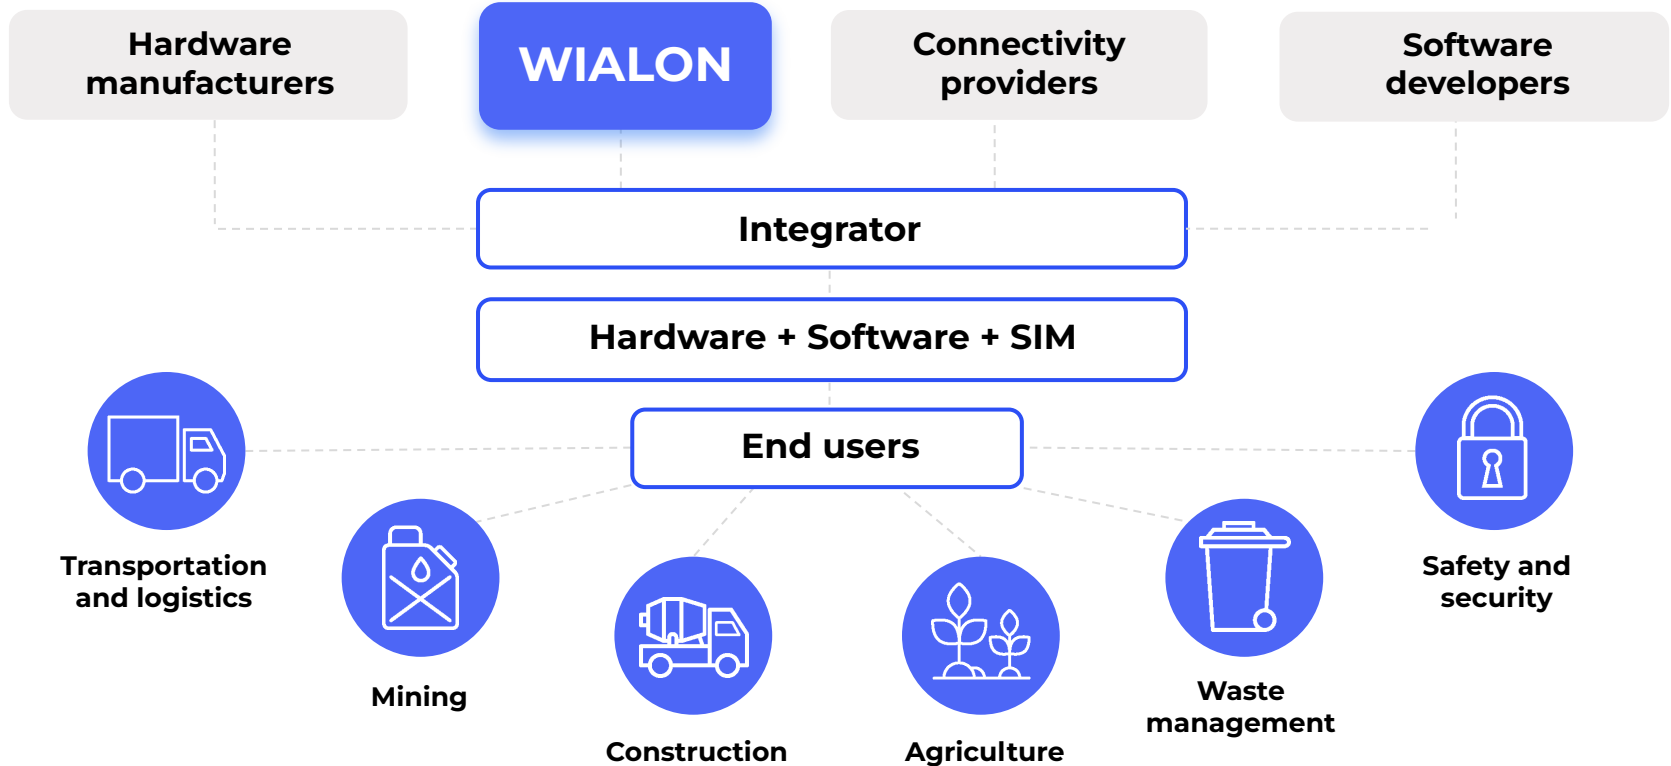 Hardware
manufacturers
WIALON
Connectivity
providers
Software
developers
Integrator
Hardware + Software + SIM
End users
Transportation
and logistics
Mining
Construction
Agriculture
Waste
management
Safety and
security